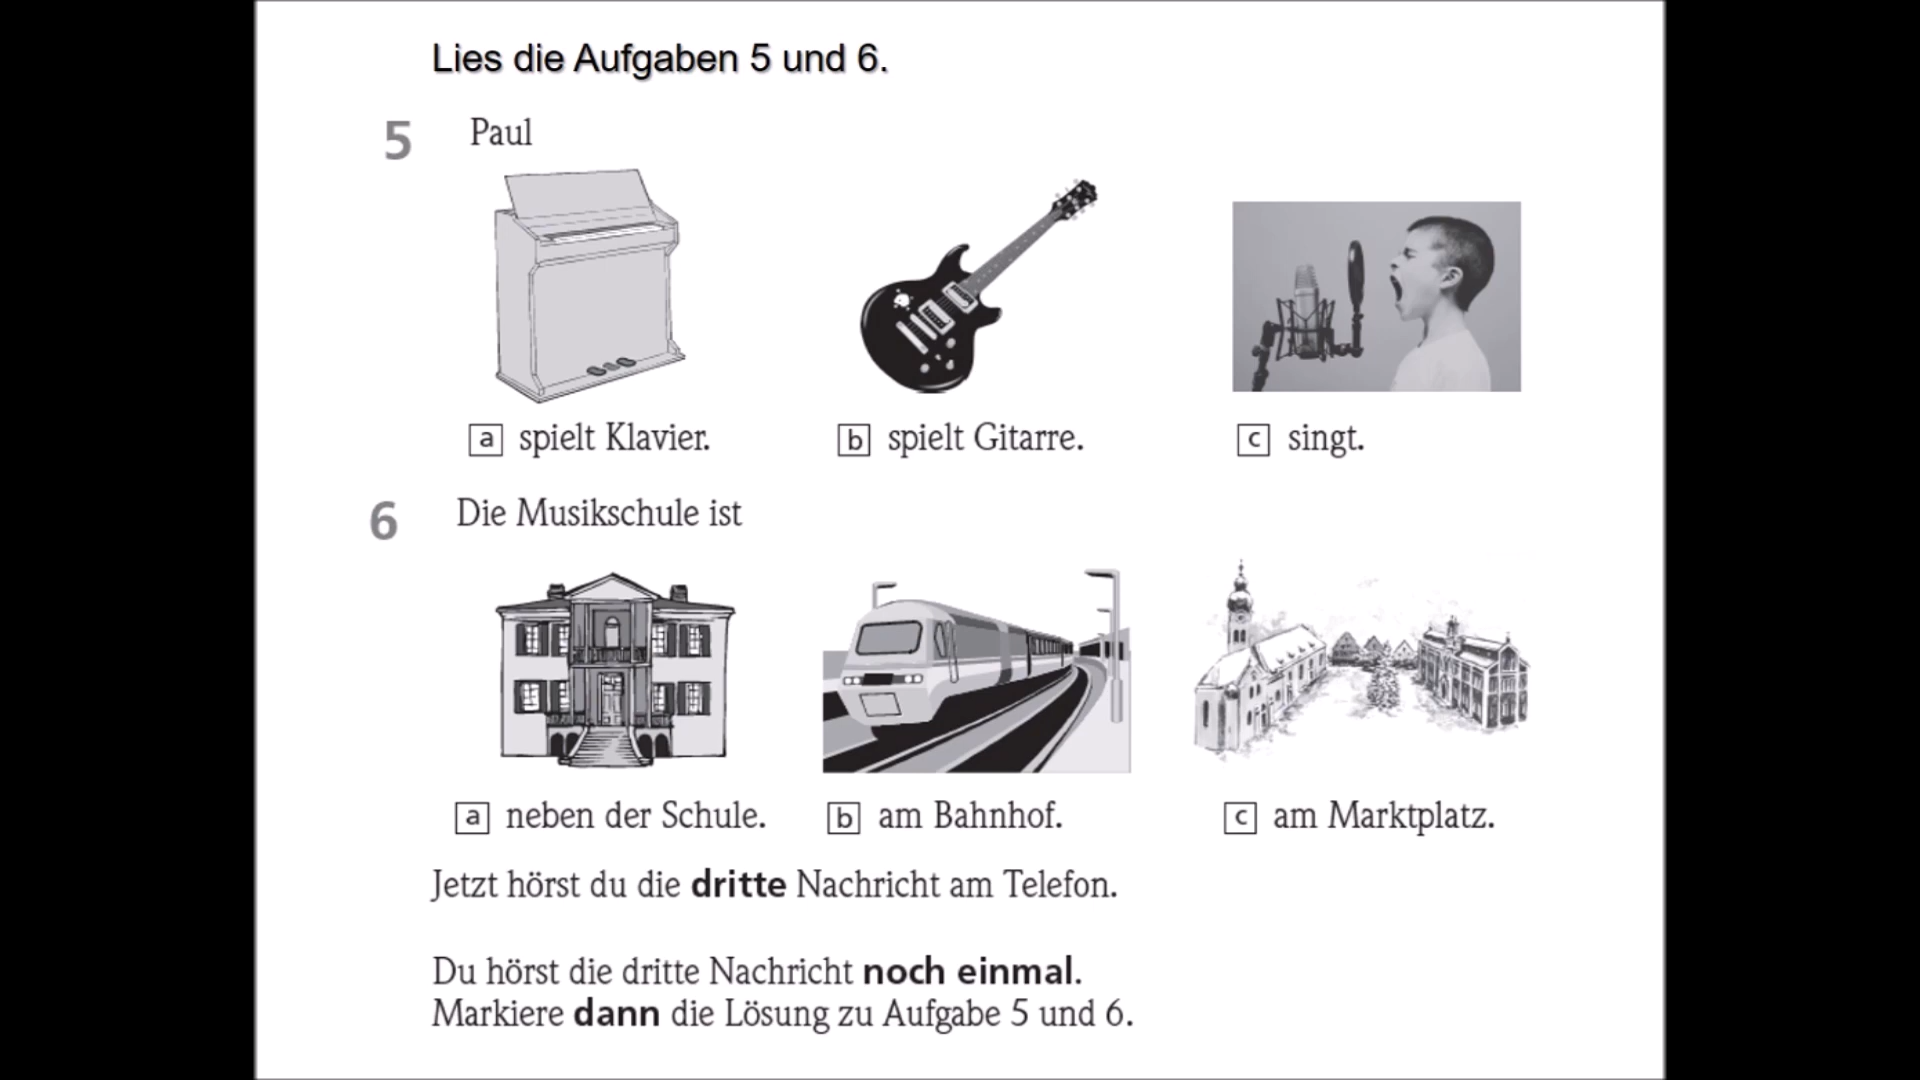 Lies die Aufgaben 5 und 6.
5 Paul
a spielt Klavier. b spielt Gitarre. c singt.
6 Die Musikschule ist
a neben der Schule. b am Bahnhof. c am Marktplatz.
Jetzt hörst du die dritte Nachricht am Telefon.
Du hörst die dritte Nachricht noch einmal.
Markiere dann die Lösung zu Aufgabe 5 und 6.